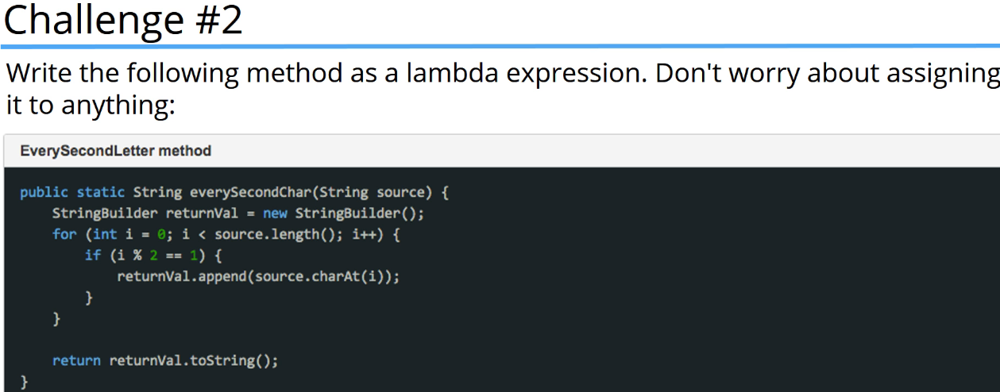 Challenge #2
Write the following method as a lambda expression. Don't worry about assigning
it to anything:
EverySecondLetter method
public static String everySecondChar(String source) {
    StringBuilder returnVal = new StringBuilder();
    for (int i = 0; i < source.length(); i++) {
        if (i % 2 == 1) {
            returnVal.append(source.charAt(i));
        }
    }
    return returnVal.toString();
}